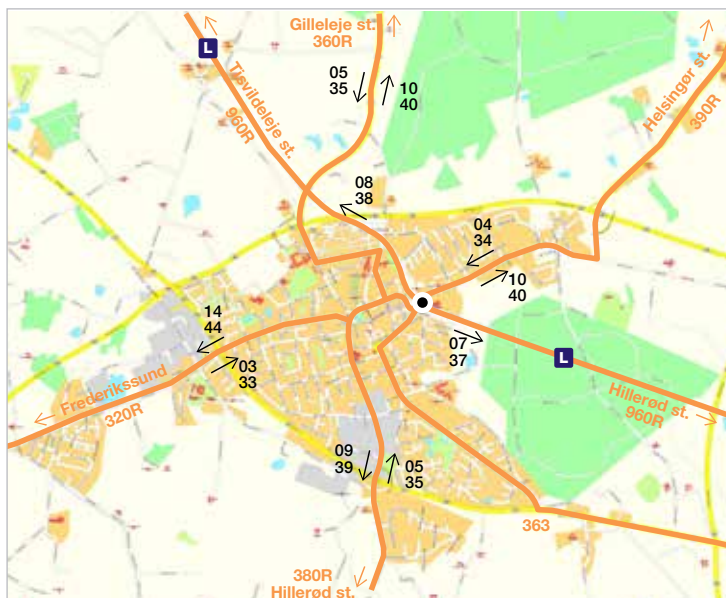 Gilleleje st.
360R
L
Tisvildeleje st.
960R
05
35
10
40
Helsingør st.
390R
08
38
04
34
10
40
14
44
07
37
L
03
33
Frederikssund
320R
Hillerød st.
960R
09
39
05
35
363
380R
Hillerød st.